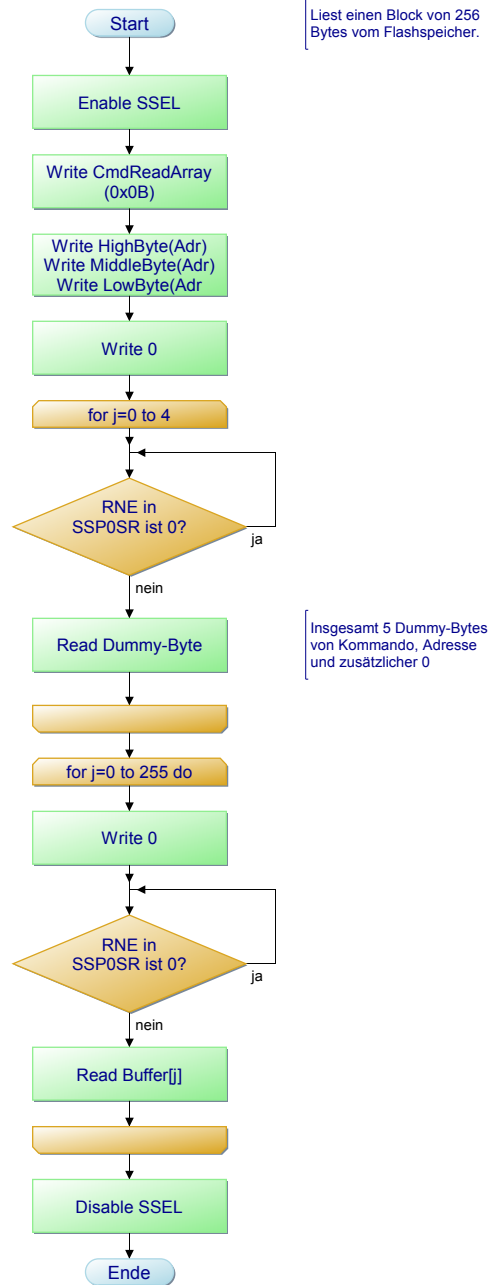 Start
Liest einen Block von 256
Bytes vom Flashspeicher.
Enable SSEL
Write CmdReadArray
(0x0B)
Write HighByte(Adr)
Write MiddleByte(Adr)
Write LowByte(Adr
Write 0
for j=0 to 4
RNE in
SSP0SR ist 0?
ja
nein
Read Dummy-Byte
Insgesamt 5 Dummy-Bytes
von Kommando, Adresse
und zusätzlicher 0
for j=0 to 255 do
Write 0
RNE in
SSP0SR ist 0?
ja
nein
Read Buffer[j]
Disable SSEL
Ende